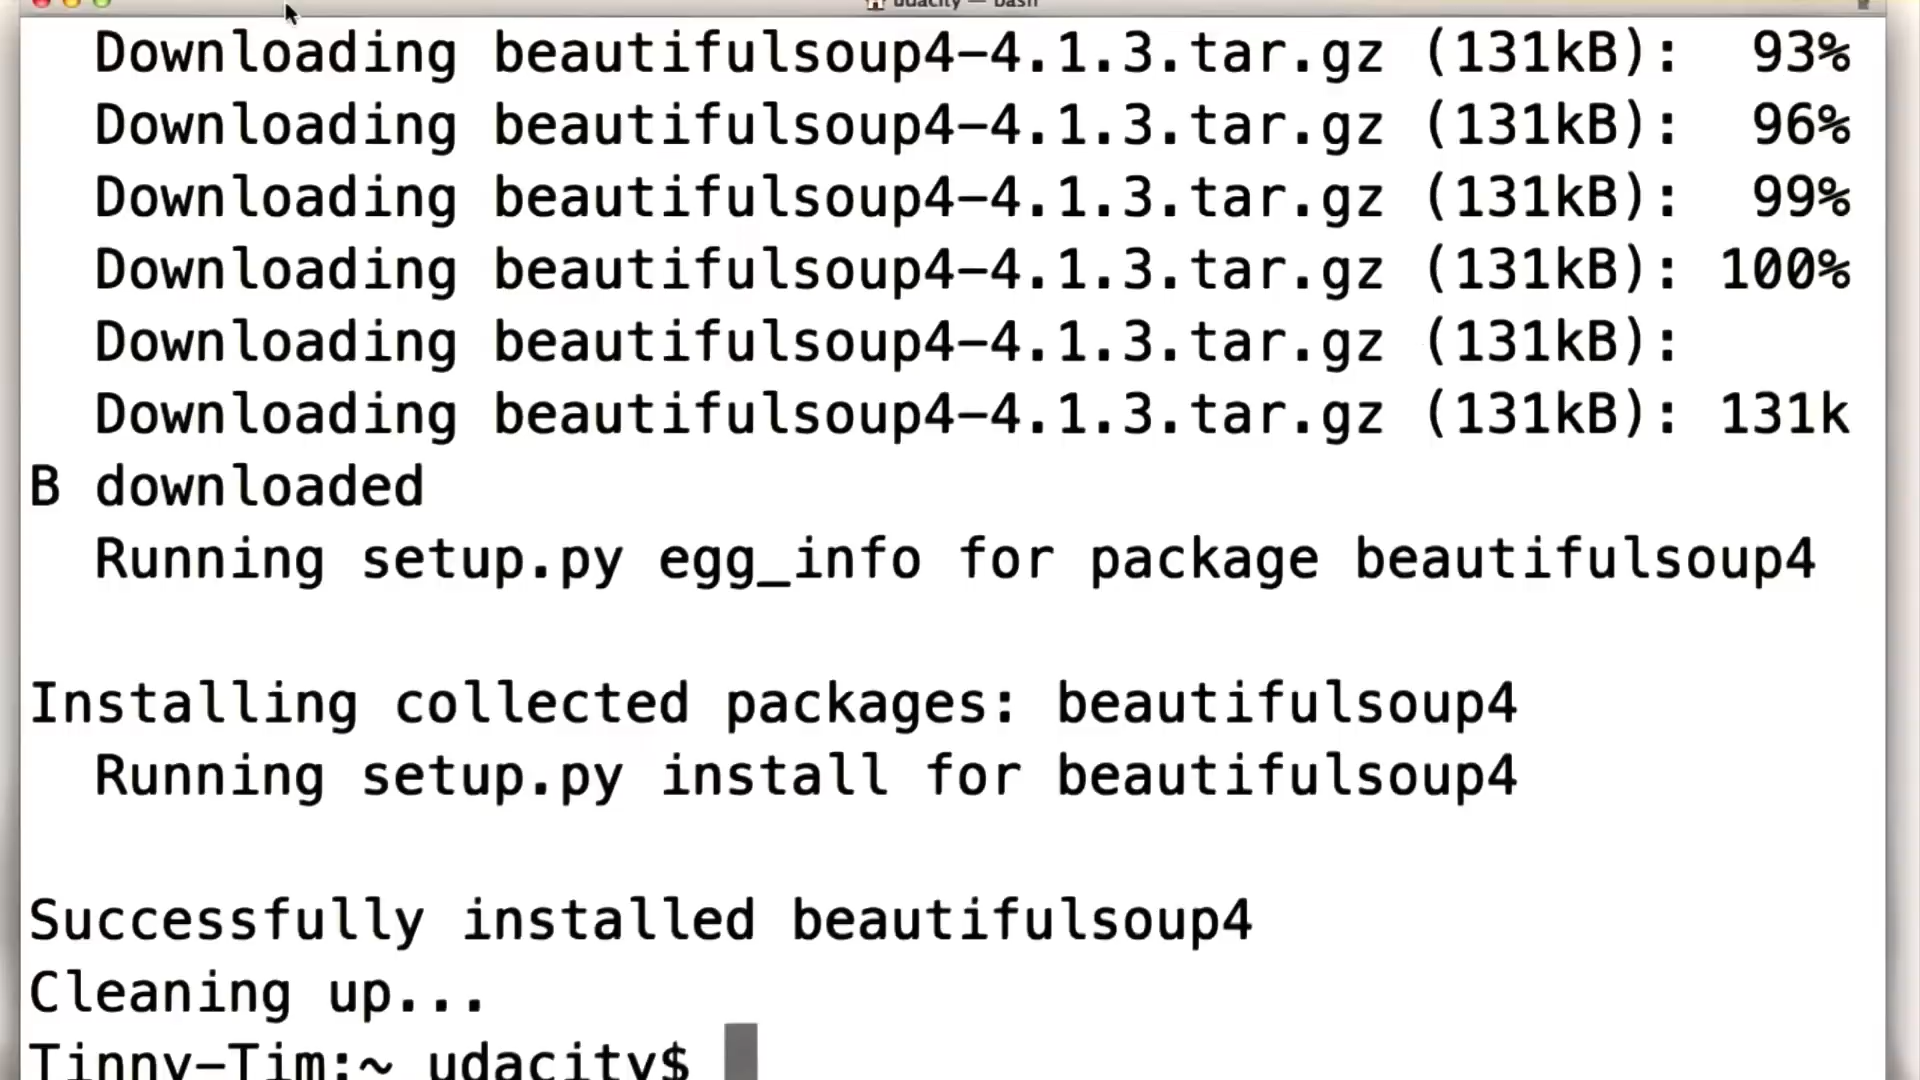 udacity — bash
Downloading beautifulsoup4-4.1.3.tar.gz (131kB):  93%
Downloading beautifulsoup4-4.1.3.tar.gz (131kB):  96%
Downloading beautifulsoup4-4.1.3.tar.gz (131kB):  99%
Downloading beautifulsoup4-4.1.3.tar.gz (131kB): 100%
Downloading beautifulsoup4-4.1.3.tar.gz (131kB):
Downloading beautifulsoup4-4.1.3.tar.gz (131kB): 131k
B downloaded
Running setup.py egg_info for package beautifulsoup4
Installing collected packages: beautifulsoup4
Running setup.py install for beautifulsoup4
Successfully installed beautifulsoup4
Cleaning up...
Tinny-Tim:~ udacity$